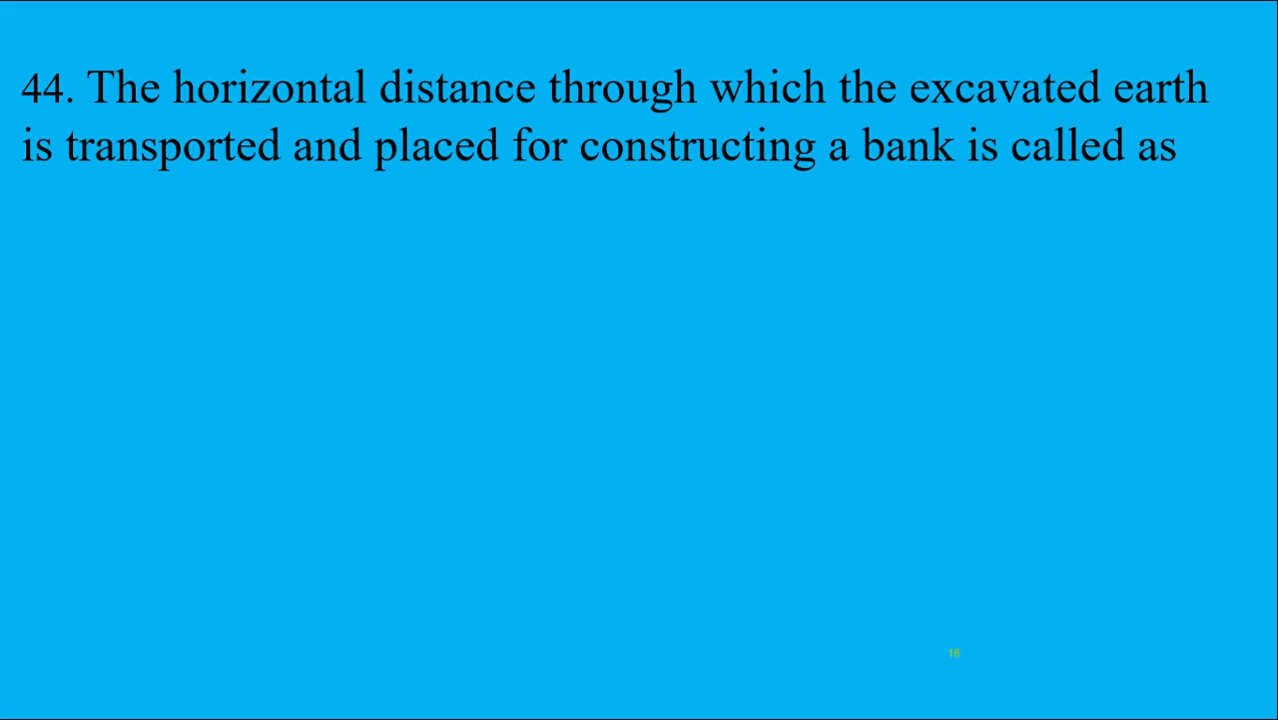 44. The horizontal distance through which the excavated earth
is transported and placed for constructing a bank is called as
18